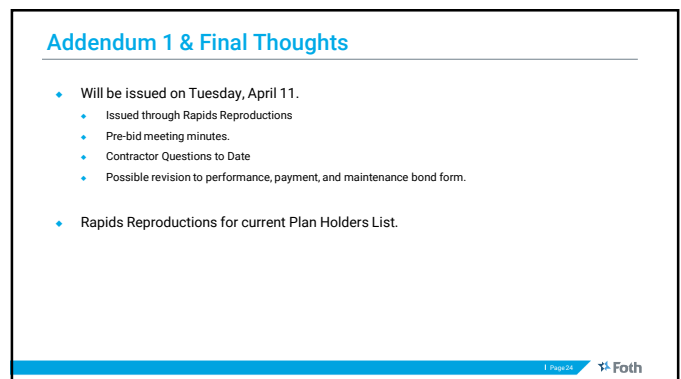 Addendum 1 & Final Thoughts
Will be issued on Tuesday, April 11.
Issued through Rapids Reproductions
Pre-bid meeting minutes.
Contractor Questions to Date
Possible revision to performance, payment, and maintenance bond form.
Rapids Reproductions for current Plan Holders List.
| Page 24
Foth